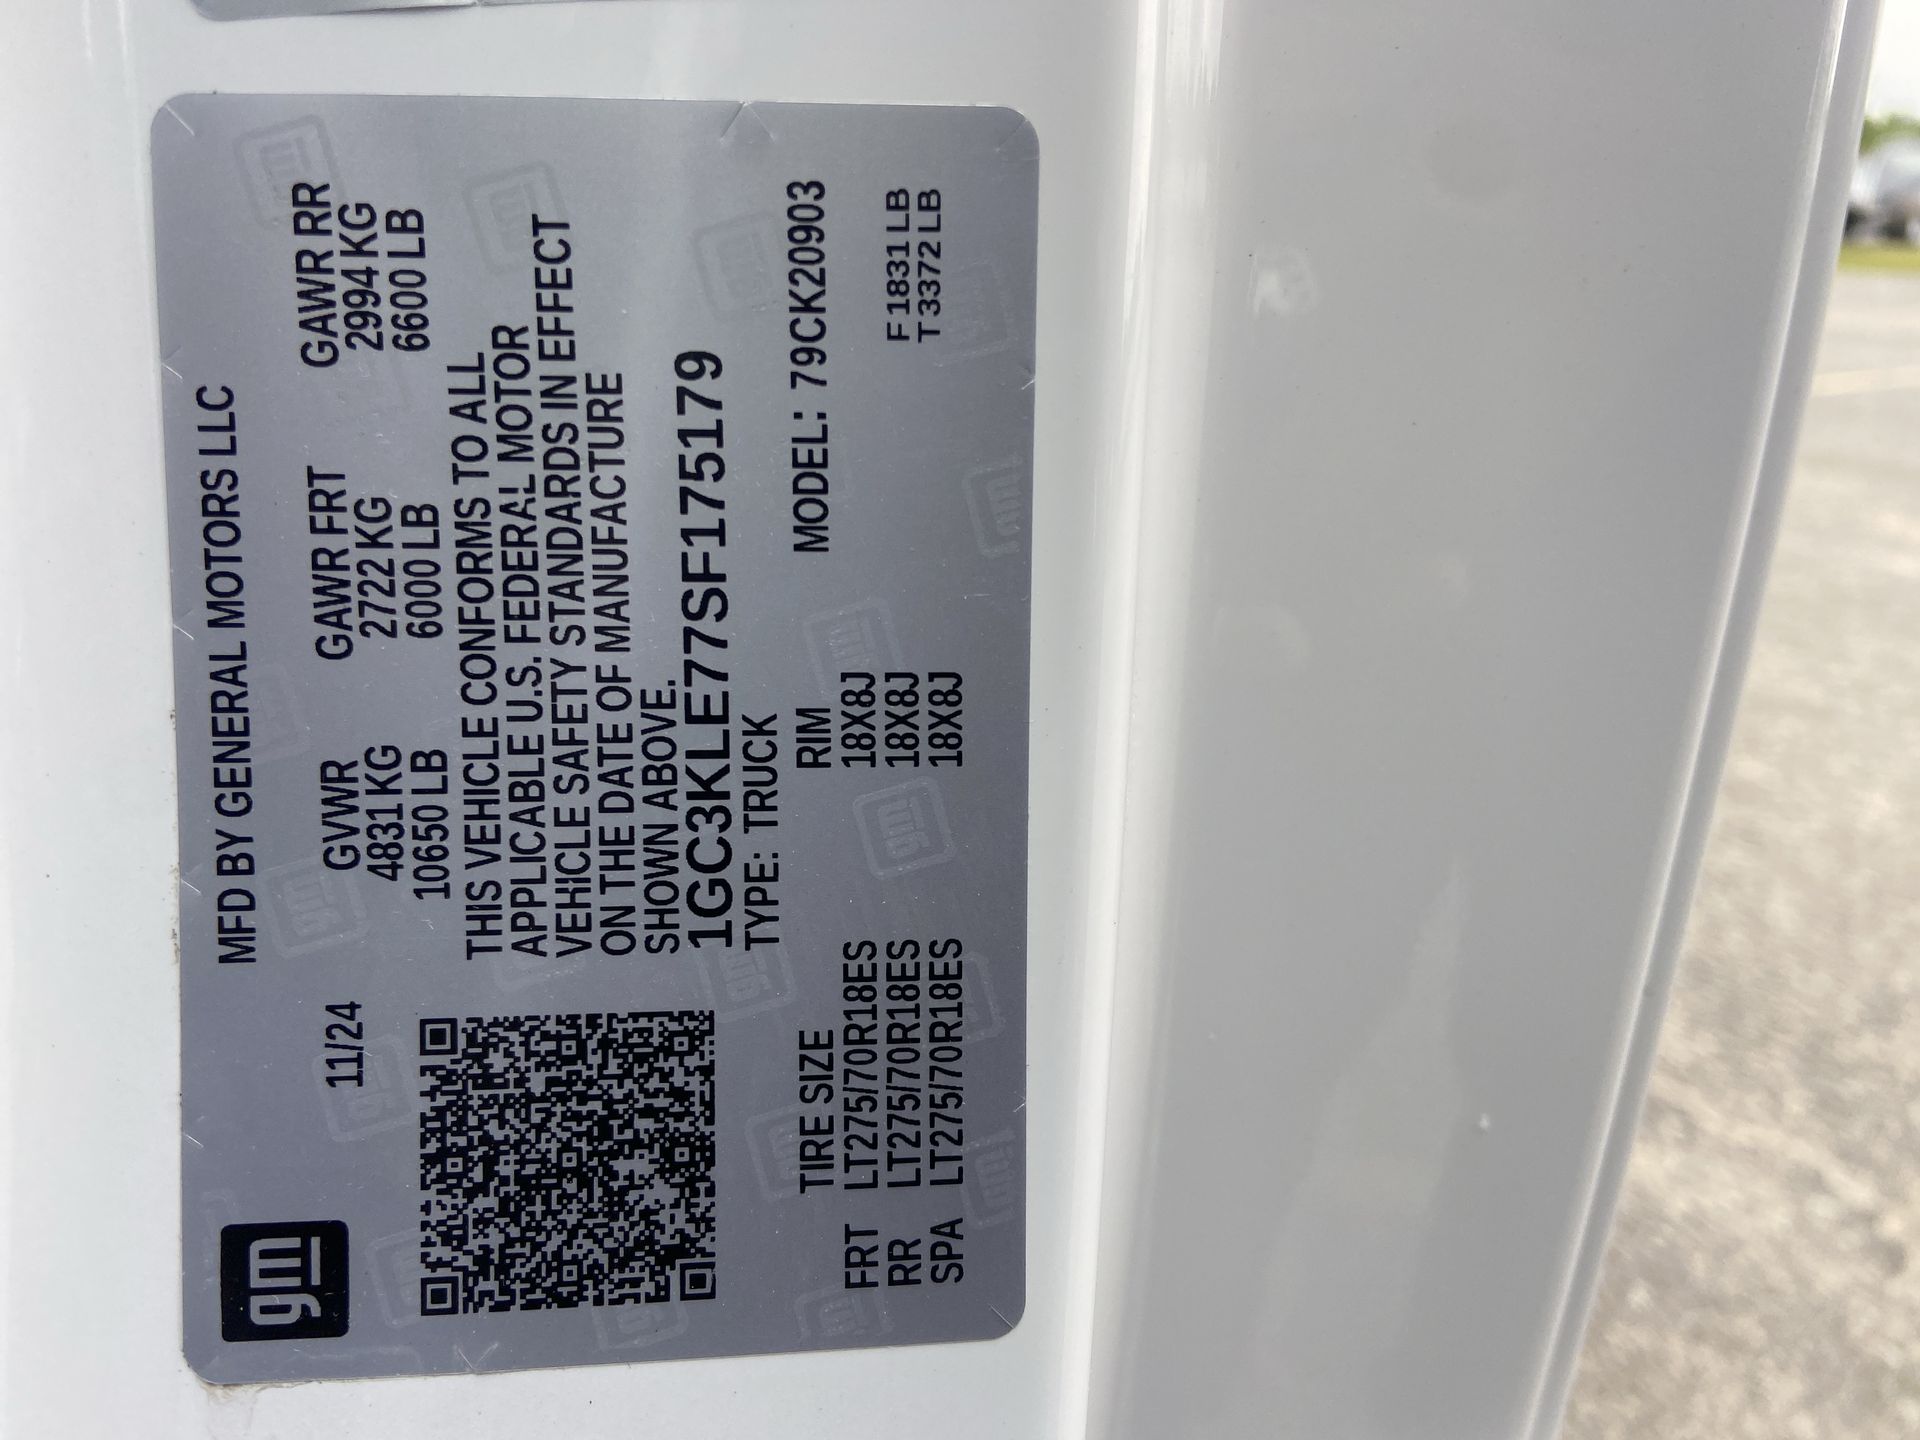 gm
MFD BY GENERAL MOTORS LLC
11/24
GVWR GAWR FRT GAWR RR
4831 KG 2722 KG 2994 KG
10650 LB 6000 LB 6600 LB
THIS VEHICLE CONFORMS TO ALL
APPLICABLE U.S. FEDERAL MOTOR
VEHICLE SAFETY STANDARDS IN EFFECT
ON THE DATE OF MANUFACTURE
SHOWN ABOVE.
1GC3KLE77SF175179
TYPE: TRUCK
TIRE SIZE RIM MODEL: 79CK20903
FRT LT275/70R18ES 18X8J
RR LT275/70R18ES 18X8J F1831 LB
SPA LT275/70R18ES 18X8J T3372 LB